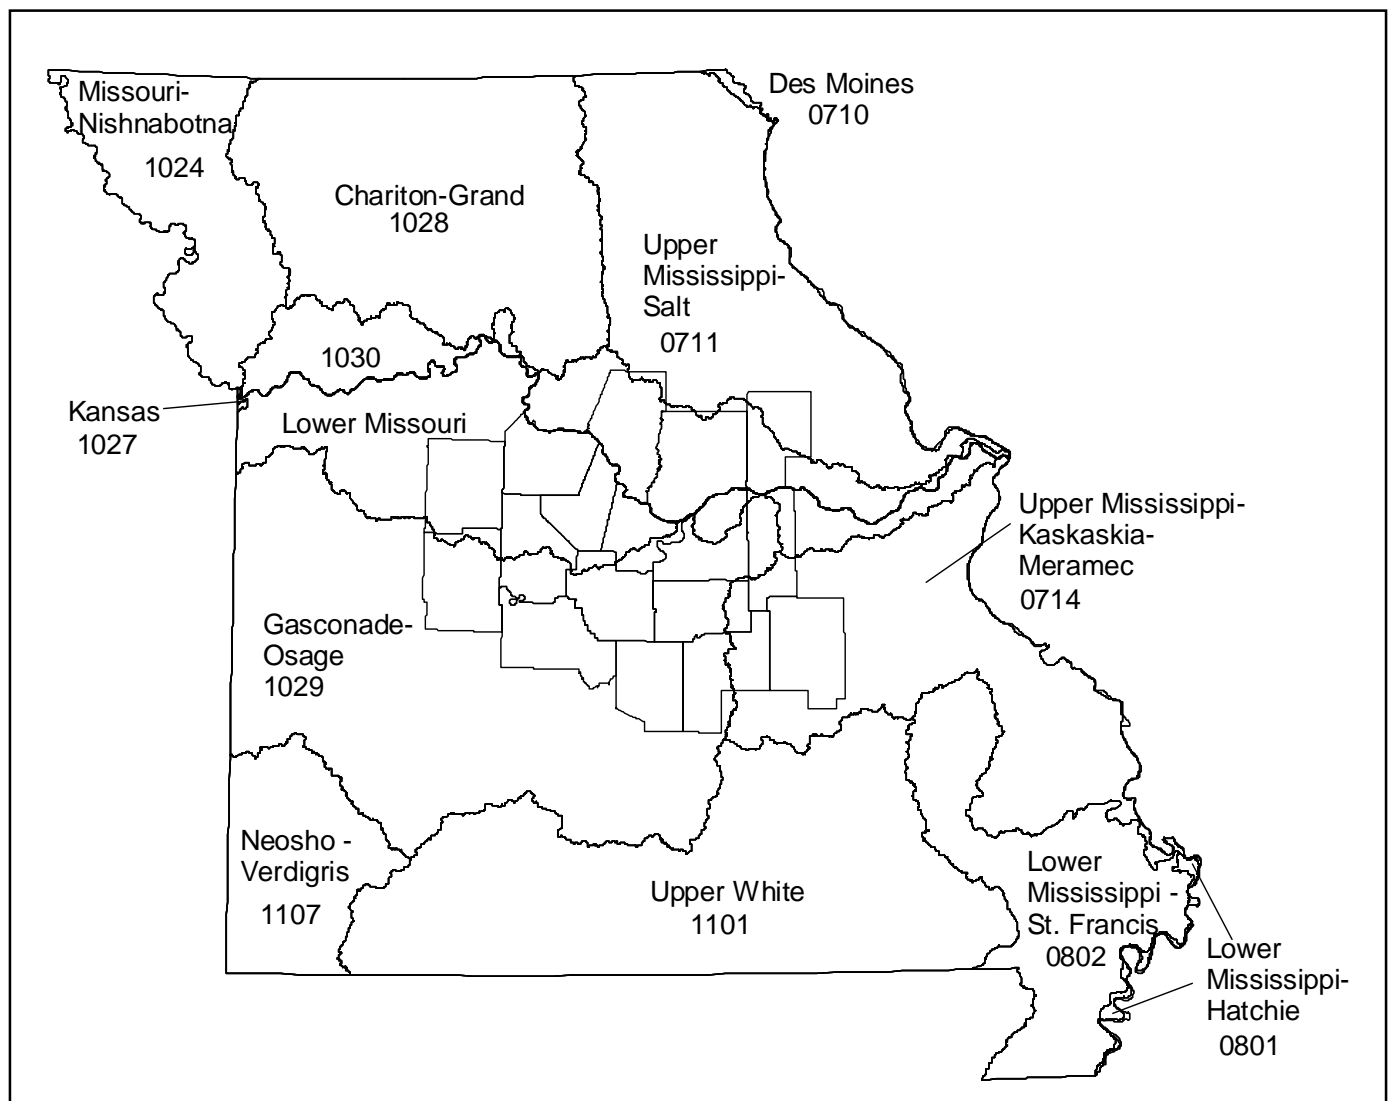 Missouri-
Nishnabotna
1024
Des Moines
0710
Chariton-Grand
1028
Upper
Mississippi-
Salt
0711
1030
Kansas
1027
Lower Missouri
Upper Mississippi-
Kaskaskia-
Meramec
0714
Gasconade-
Osage
1029
Neosho -
Verdigris
1107
Upper White
1101
Lower
Mississippi -
St. Francis
0802
Lower
Mississippi-
Hatchie
0801